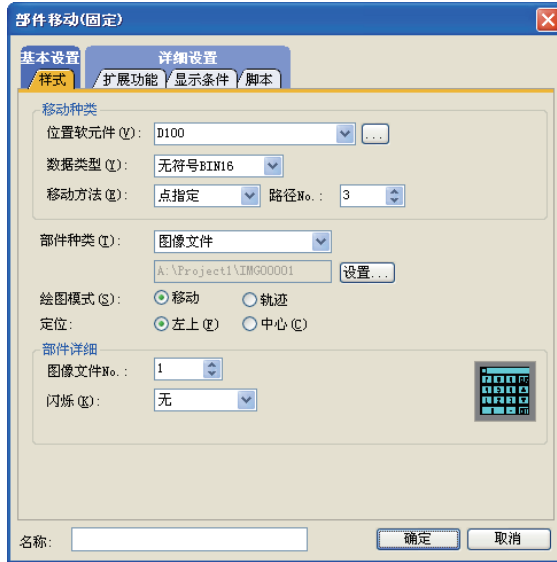 部件移动(固定)
基本设置 详细设置
样式 扩展功能 显示条件 脚本
移动种类
位置软元件(V): D100 ...
数据类型(Y): 无符号BIN16
移动方法(E): 点指定 路径No.: 3
部件种类(T): 图像文件
A:\Project1\IMG00001 设置...
绘图模式(S): 移动 轨迹
定位: 左上(F) 中心(C)
部件详细
图像文件No.: 1
闪烁(K): 无
名称: 确定 取消